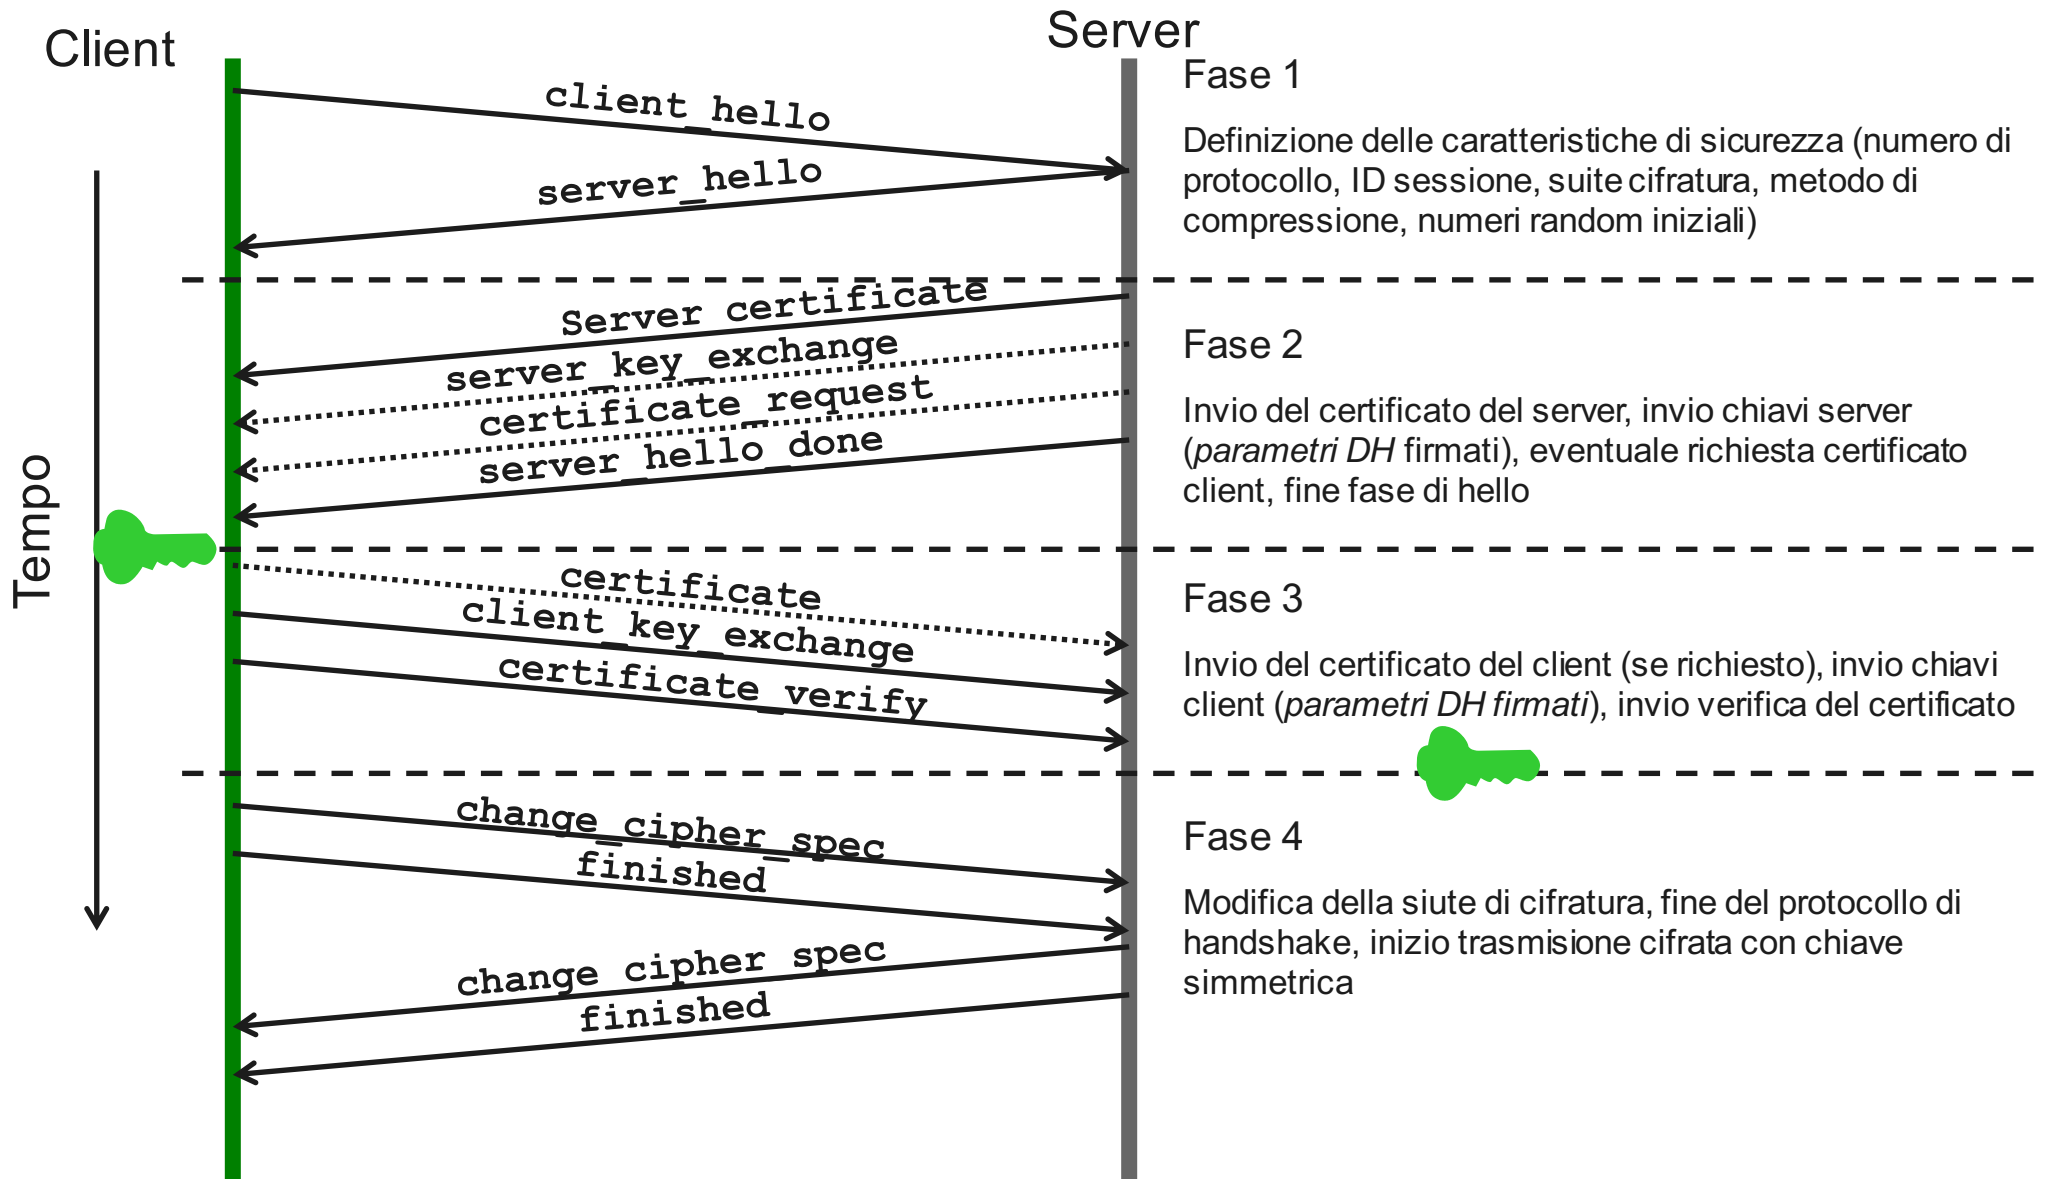 Client
Server
Fase 1
client_hello
Definizione delle caratteristiche di sicurezza (numero di
protocollo, ID sessione, suite cifratura, metodo di
compressione, numeri random iniziali)
server_hello
Server certificate
server_key_exchange
certificate_request
server_hello_done
Fase 2
Invio del certificato del server, invio chiavi server
(parametri DH firmati), eventuale richiesta certificato
client, fine fase di hello
Tempo
certificate
client_key_exchange
certificate_verify
Fase 3
Invio del certificato del client (se richiesto), invio chiavi
client (parametri DH firmati), invio verifica del certificato
change_cipher_spec
finished
change cipher spec
finished
Fase 4
Modifica della siute di cifratura, fine del protocollo di
handshake, inizio trasmisione cifrata con chiave
simmetrica